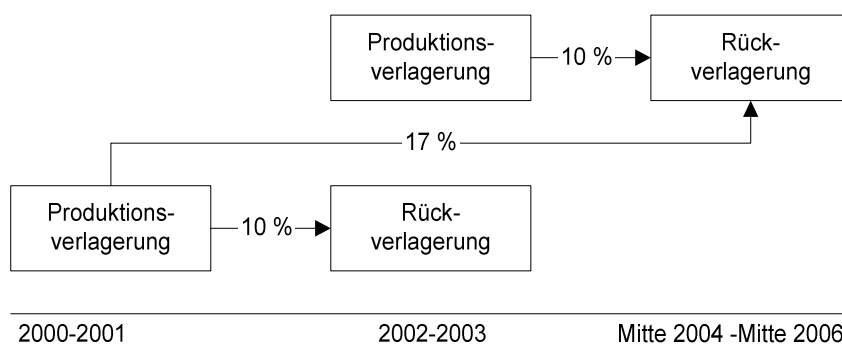 Produktions-
verlagerung
10 %
Rück-
verlagerung
17 %
Produktions-
verlagerung
10 %
Rück-
verlagerung
2000-2001
2002-2003
Mitte 2004 -Mitte 2006